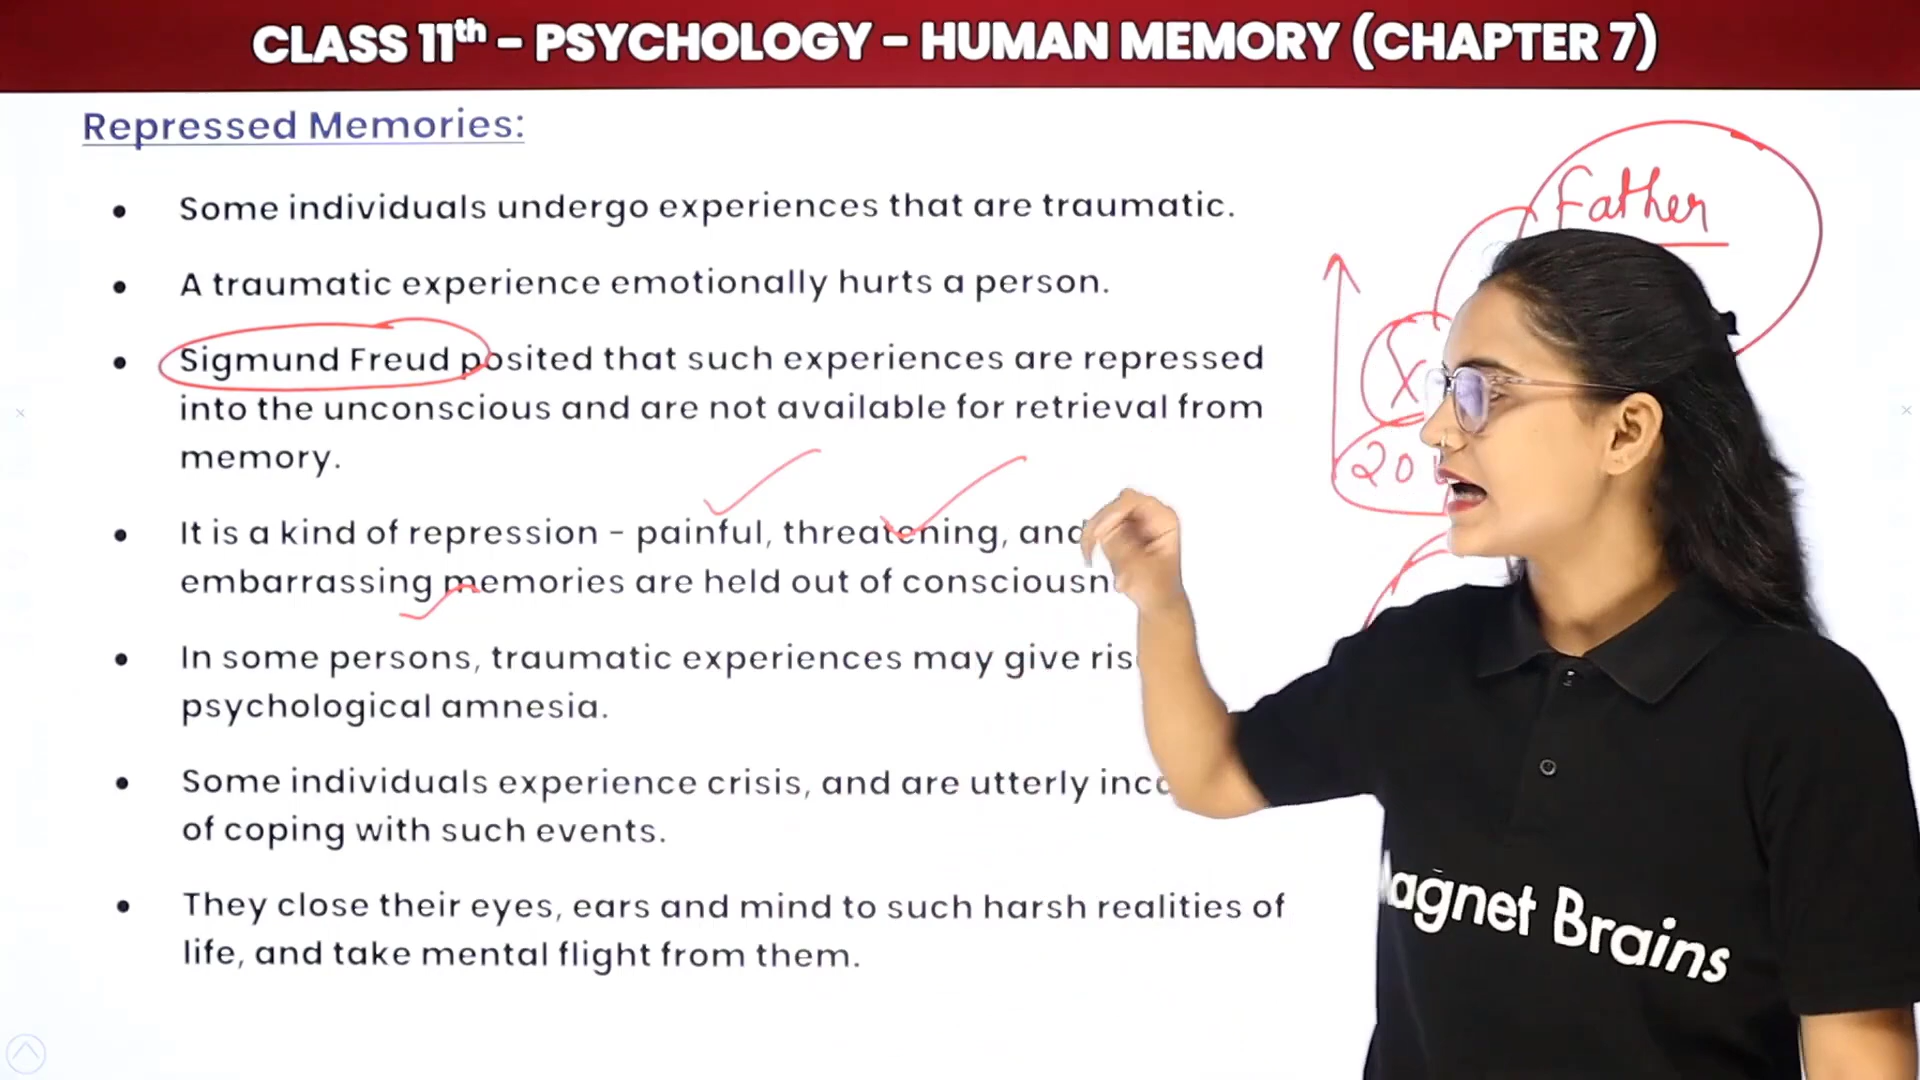 CLASS 11th – PSYCHOLOGY – HUMAN MEMORY (CHAPTER 7)
Repressed Memories:
Father
• Some individuals undergo experiences that are traumatic.
• A traumatic experience emotionally hurts a person.
• Sigmund Freud posited that such experiences are repressed
into the unconscious and are not available for retrieval from
memory.
X
20
• It is a kind of repression – painful, threatening, and
embarrassing memories are held out of
• In some persons, traumatic experiences may give
psychological amnesia.
• Some individuals experience crisis, and are utterly
of coping with such events.
• They close their eyes, ears and mind to such harsh realities of
life, and take mental flight from them.
Magnet Brains